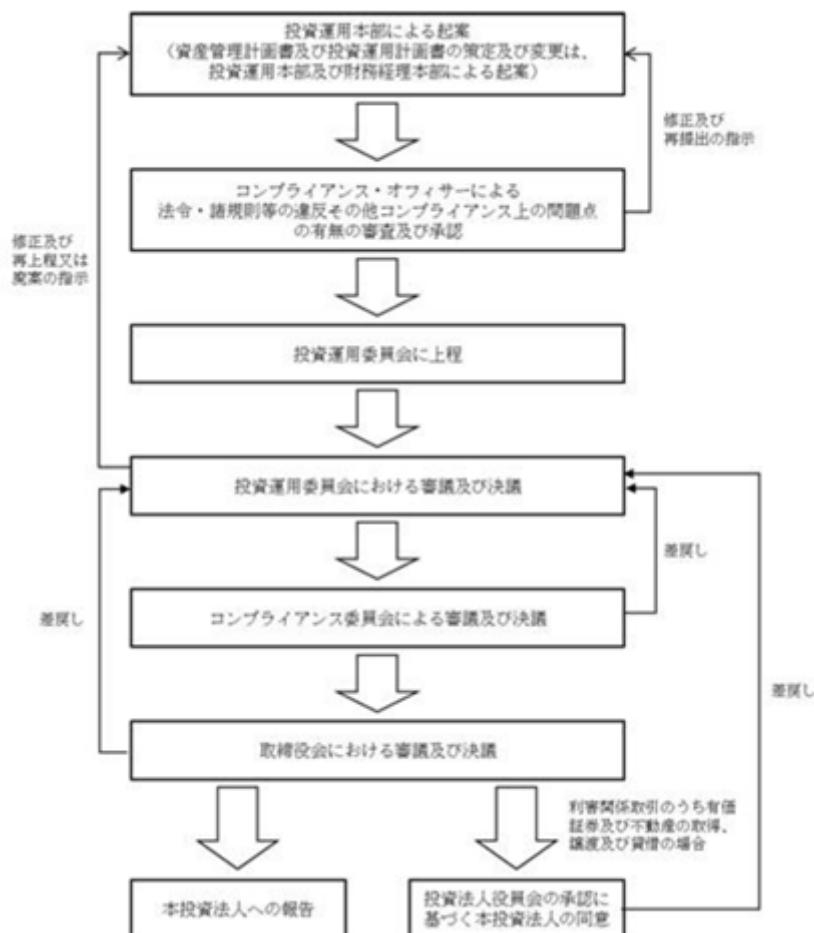 投資運用本部による起案
（資産管理計画書及び投資運用計画書の策定及び変更は、
投資運用本部及び財務経理本部による起案）
修正及び
再提出の指示
コンプライアンス・オフィサーによる
法令・諸規則等の違反その他コンプライアンス上の問題点
の有無の審査及び承認
修正及び
再上程又は
廃案の指示
投資運用委員会に上程
投資運用委員会における審議及び決議
差戻し
コンプライアンス委員会による審議及び決議
差戻し
差戻し
取締役会における審議及び決議
利害関係取引のうち有価
証券及び不動産の取得、
譲渡及び貸借の場合
本投資法人への報告
投資法人役員会の承認に
基づく本投資法人の同意